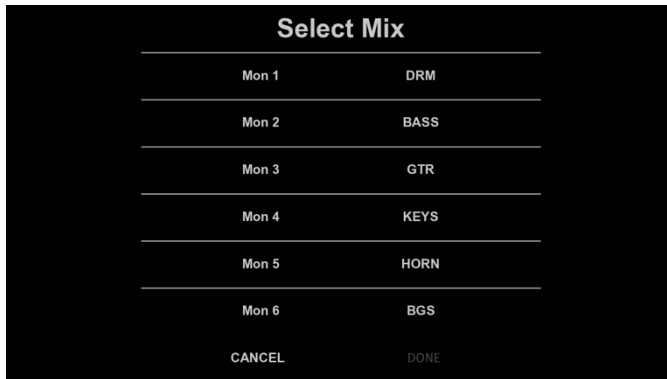 Select Mix
Mon 1 DRM
Mon 2 BASS
Mon 3 GTR
Mon 4 KEYS
Mon 5 HORN
Mon 6 BGS
CANCEL DONE